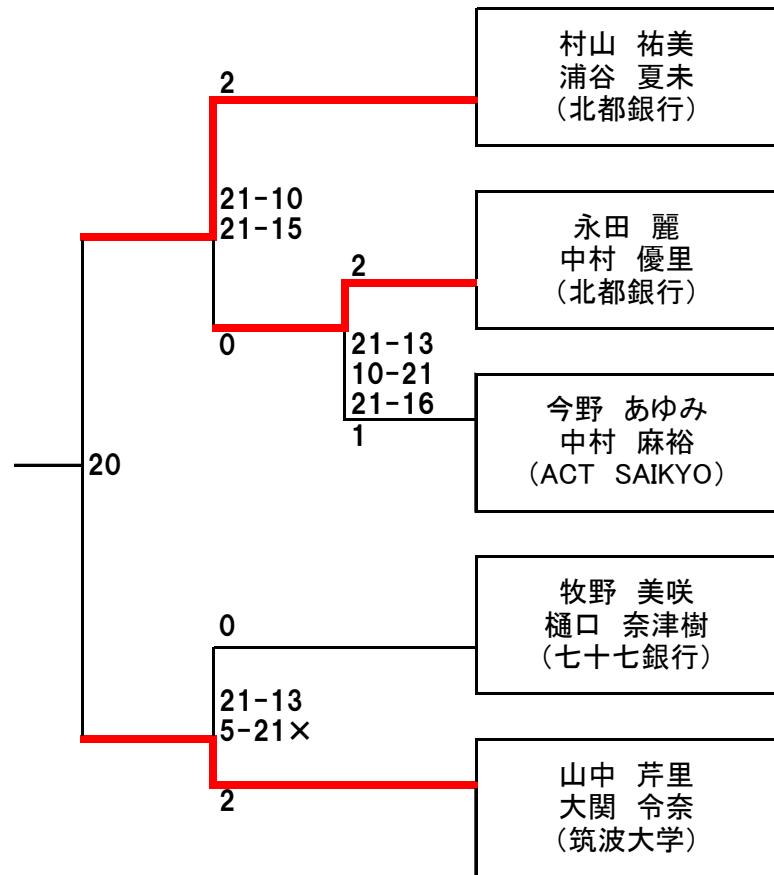 村山 祐美
浦谷 夏未
(北都銀行)
2
21-10
21-15
永田 麗
中村 優里
(北都銀行)
2
0
21-13
10-21
21-16
1
今野 あゆみ
中村 麻裕
(ACT SAIKYO)
20
牧野 美咲
樋口 奈津樹
(七十七銀行)
0
21-13
5-21×
2
山中 芹里
大関 令奈
(筑波大学)